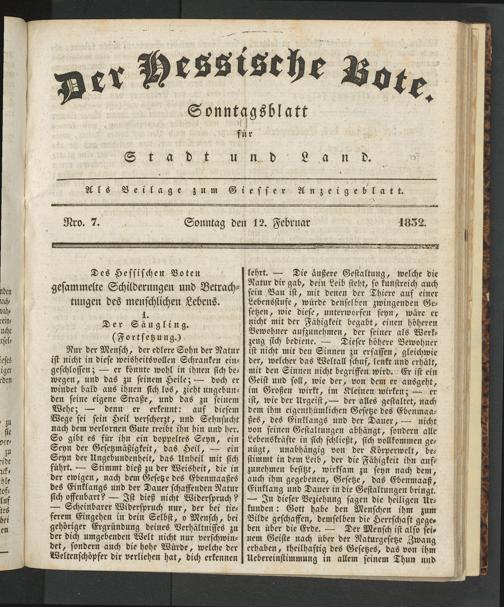 Der Hessische Bote.
Sonntagsblatt
für
Stadt und Land.
Als Beilage zum Giesser Anzeigeblatt.
Nro. 7. Sonntag den 12. Februar 1832.
Des Hessischen Boten
gesammelte Schilderungen und Betrach-
tungen des menschlichen Lebens.
1.
Der Säugling.
(Fortsetzung.)
Nur der Mensch, der edlere Sohn der Natur
ist nicht in diese weisheitsvollen Schranken ein-
geschlossen; — er konnte wohl in ihnen sich be-
wegen, und das zu seinem Heile; — doch er
windet bald aus ihnen sich los, zieht ungebun-
den seine eigene Straße, und das zu seinem
Wehe; — denn er erkennt: auf diesem
Wege sei sein Heil verscherzt, und Sehnsucht
nach dem verlornen Gute treibt ihn hin und her.
So gibt es für ihn ein doppeltes Seyn, ein
Seyn der Gesetzmäßigkeit, das Heil, — ein
Seyn der Ungebundenheit, das Unheil mit sich
führt. — Stimmt dieß zu der Weisheit, die in
der ewigen, nach dem Gesetze des Ebenmaaßes
des Einklangs und der Dauer schaffenden Natur
sich offenbart? — Ist dieß nicht Widerspruch?
— Scheinbarer Widerspruch nur, der bei tie-
ferem Eingehen in dein Selbst, o Mensch, bei
gehöriger Ergründung deines Verhältnisses zu
der dich umgebenden Welt nicht nur verschwin-
det, sondern auch die hohe Würde, welche der
Weltenschöpfer dir verliehen hat, dich erkennen
lehrt. — Die äußere Gestaltung, welche die
Natur dir gab, dein Leib steht, so kunstreich auch
sein Bau ist, mit denen der Thiere auf einer
Lebensstufe, würde denselben zwingenden Ge-
setzen, wie diese, unterworfen seyn, wäre er
nicht mit der Fähigkeit begabt, einen höheren
Bewohner aufzunehmen, der seiner als Werk-
zeug sich bediene. — Dieser höhere Bewohner
ist nicht mit den Sinnen zu erfassen, gleichwie
der, welcher das Weltall schuf, lenkt und erhält,
mit den Sinnen nicht begriffen wird. Er ist ein
Geist und soll, wie der, von dem er ausgeht,
im Großen wirkt, im Kleinen wirken; — er
ist, wie der Urgeist, — der alles gestaltet, nach
dem ihm eigenthümlichen Gesetze des Ebenmaa-
ßes, des Einklangs und der Dauer, — nicht
von seinen Gestaltungen abhängt, sondern alle
Lebenskräfte in sich schließt, sich vollkommen ge-
nügt, unabhängig von der Körperwelt, be-
stimmt in dem Leib, der die Fähigkeit ihn auf-
zunehmen besitzt, wirksam zu seyn nach dem,
auch ihm gegebenen, Gesetze, das Ebenmaaß,
Einklang und Dauer in die Gestaltungen bringt.
— In dieser Beziehung sagen die heiligen Ur-
kunden: Gott habe den Menschen ihm zum
Bilde geschaffen, demselben die Herrschaft gege-
ben über die Erde. — Der Mensch ist also sei-
nem Geiste nach über der Naturgesetze Zwang
erhaben, theilhaftig des Gesetzes, das von ihm
Uebereinstimmung in allem seinem Thun und